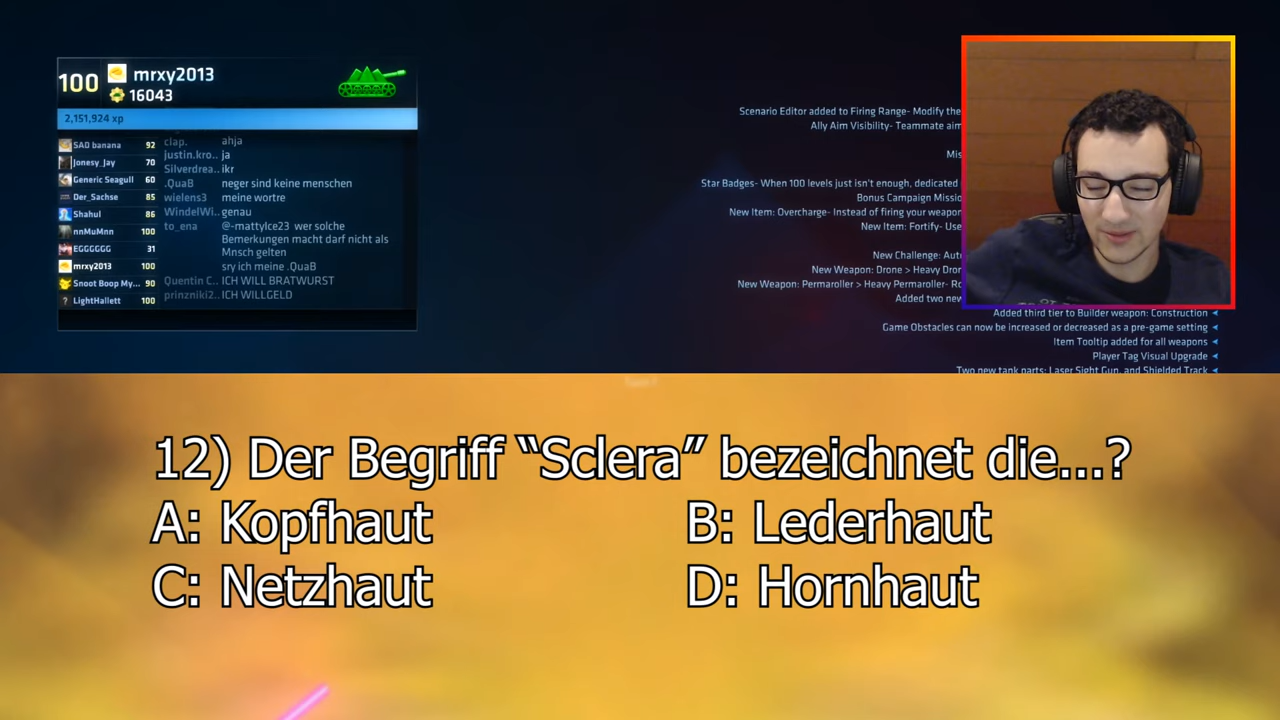 100
mrxy2013
16043
2,151,924 xp
SAD banana 92
Jonesy_Jay 70
Generic Seagull 60
Der_Sachse 85
Shahul 86
nnMuMnn 100
EGGGGGG 31
mrxy2013 100
Snoot Boop My... 90
LightHallett 100
clap. ahja
justin.kro.. ja
Silverdrea.. ikr
.QuaB neger sind keine menschen
wielens3 meine wortre
WindelWi.. genau
to_ena @-mattyIce23 wer solche
Bemerkungen macht darf nicht als
Mnsch gelten
sry ich meine .QuaB
Quentin C.. ICH WILL BRATWURST
prinzniki2.. ICH WILLGELD
Scenario Editor added to Firing Range- Modify the
Ally Aim Visibility- Teammate aim
Mis
Star Badges- When 100 levels just isn't enough, dedicated
Bonus Campaign Missio
New Item: Overcharge- Instead of firing your weapon
New Item: Fortify- Use
New Challenge: Aut
New Weapon: Drone > Heavy Dron
New Weapon: Permaroller > Heavy Permaroller- Ro
Added two new
Added third tier to Builder weapon: Construction
Game Obstacles can now be increased or decreased as a pre-game setting
Item Tooltip added for all weapons
Player Tag Visual Upgrade
Two new tank parts: Laser Sight Gun, and Shielded Track
12) Der Begriff “Sclera” bezeichnet die...?
A: Kopfhaut B: Lederhaut
C: Netzhaut D: Hornhaut